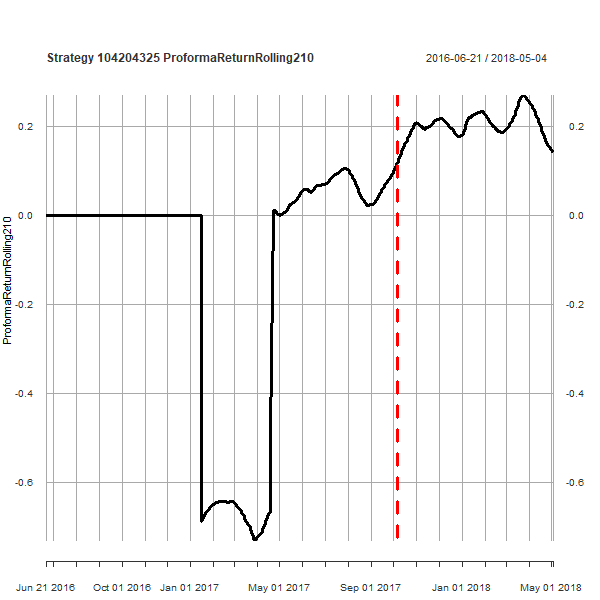 Strategy 104204325 ProformaReturnRolling210
2016-06-21 / 2018-05-04
0.2
0.2
0.0
0.0
-0.2
-0.2
-0.4
-0.4
-0.6
-0.6
ProformaReturnRolling210
Jun 21 2016
Oct 01 2016
Jan 01 2017
May 01 2017
Sep 01 2017
Jan 01 2018
May 01 2018